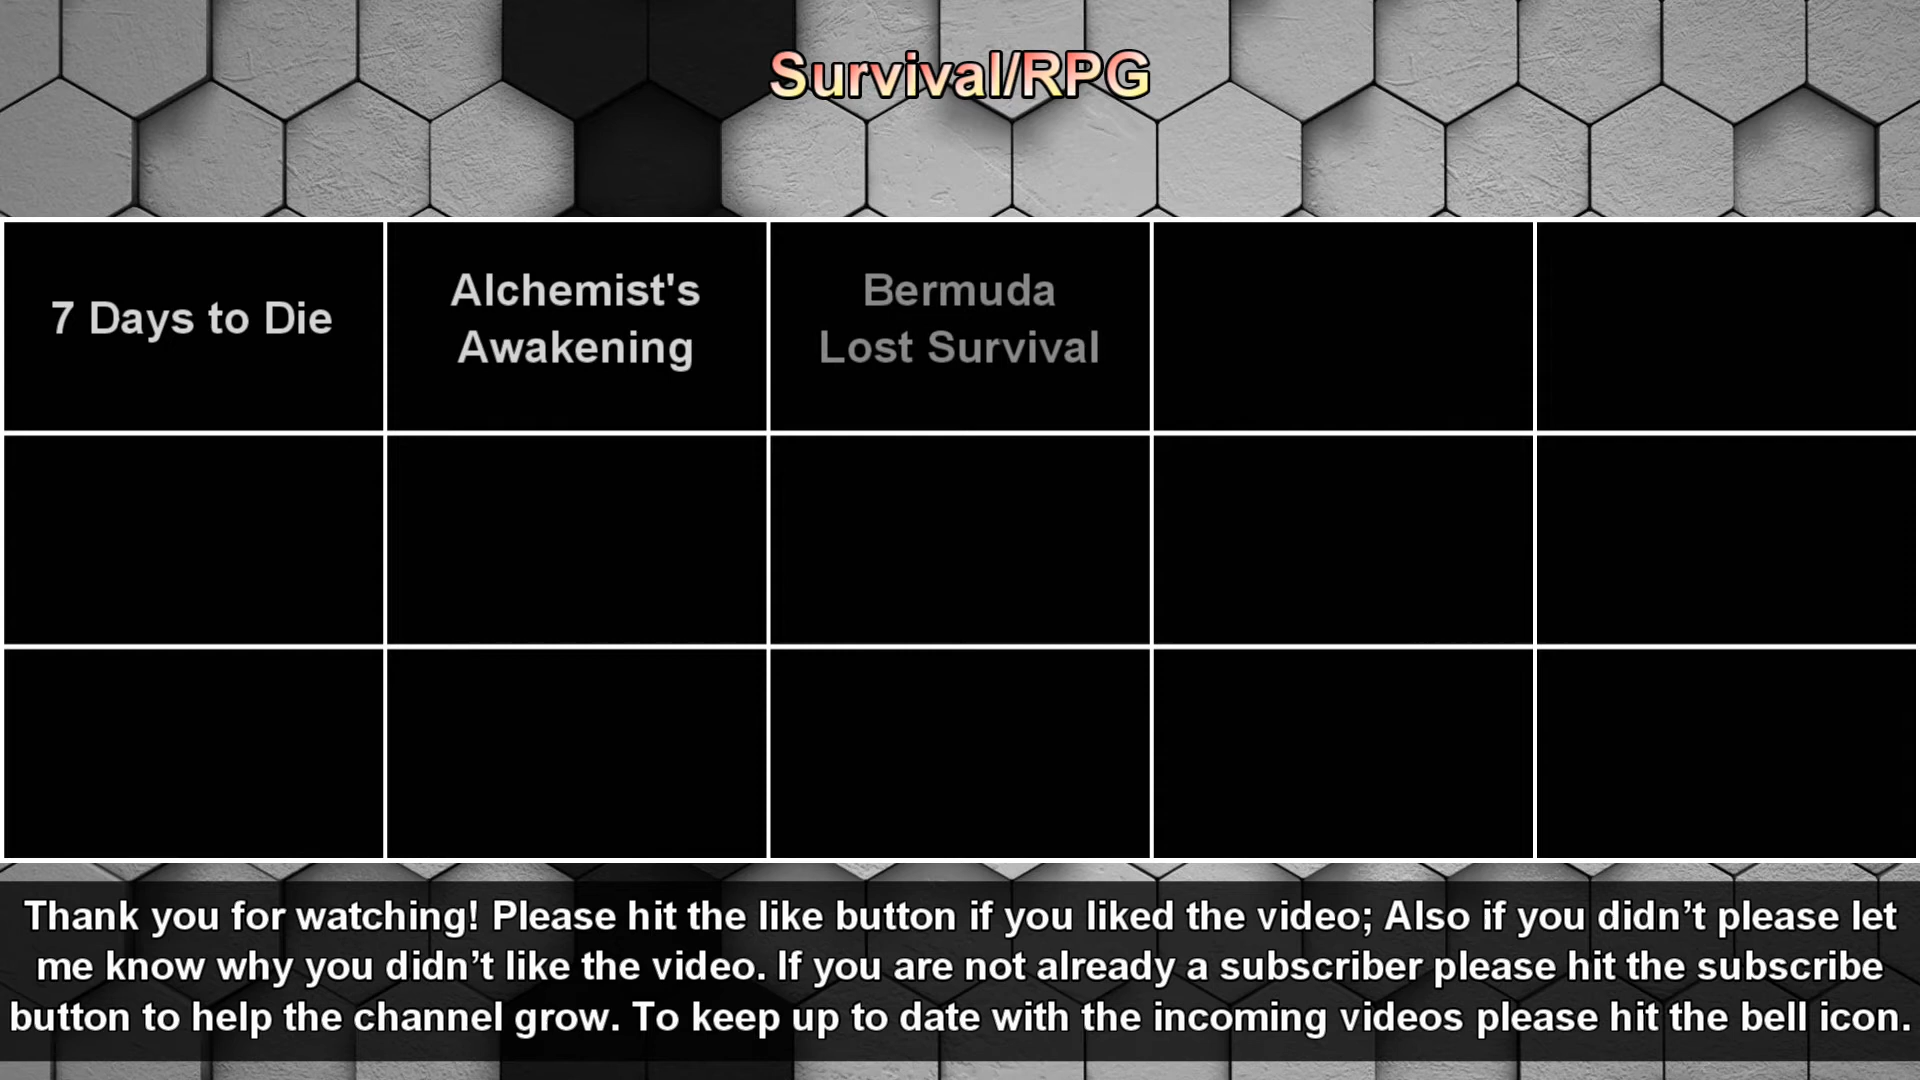 Survival/RPG
7 Days to Die
Alchemist's
Awakening
Bermuda
Lost Survival
Thank you for watching! Please hit the like button if you liked the video; Also if you didn’t please let
me know why you didn’t like the video. If you are not already a subscriber please hit the subscribe
button to help the channel grow. To keep up to date with the incoming videos please hit the bell icon.